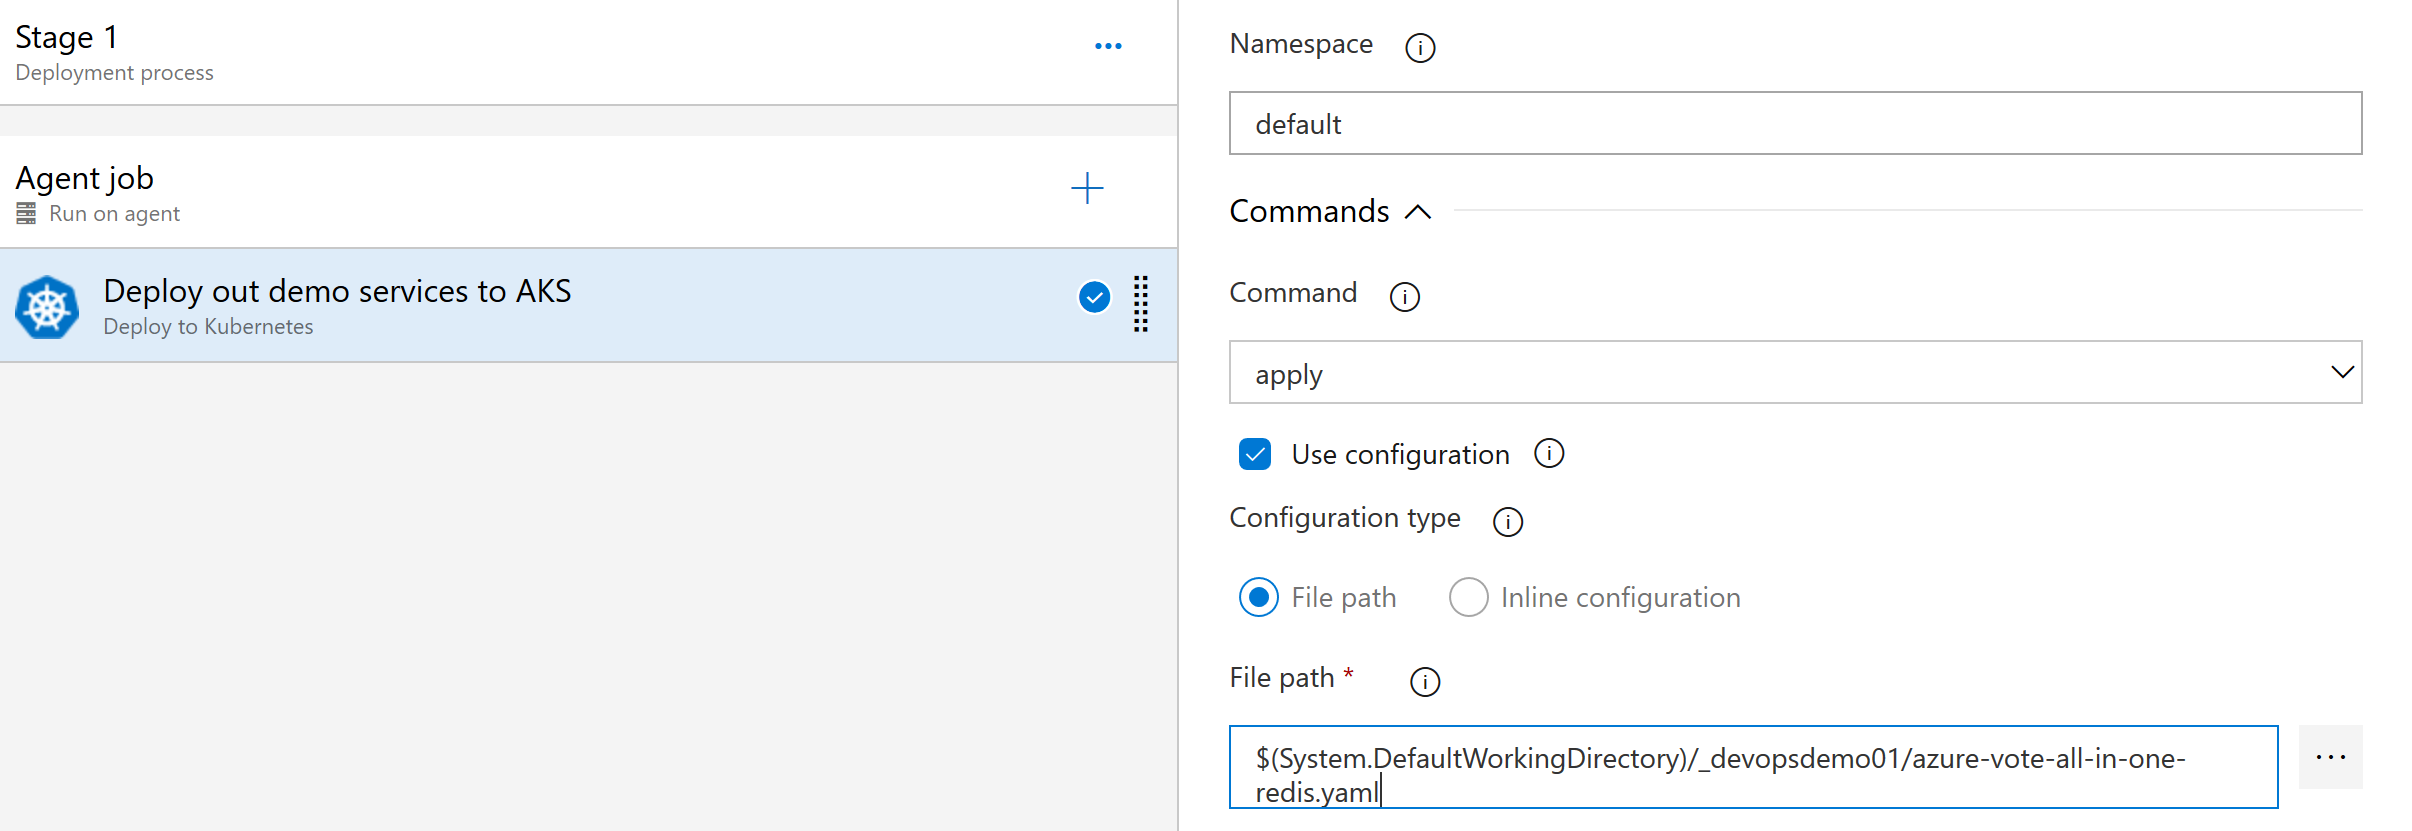 Stage 1
Deployment process
Agent job
Run on agent
Deploy out demo services to AKS
Deploy to Kubernetes
Namespace
default
Commands
Command
apply
Use configuration
Configuration type
File path
Inline configuration
File path *
$(System.DefaultWorkingDirectory)/_devopsdemo01/azure-vote-all-in-one-
redis.yaml